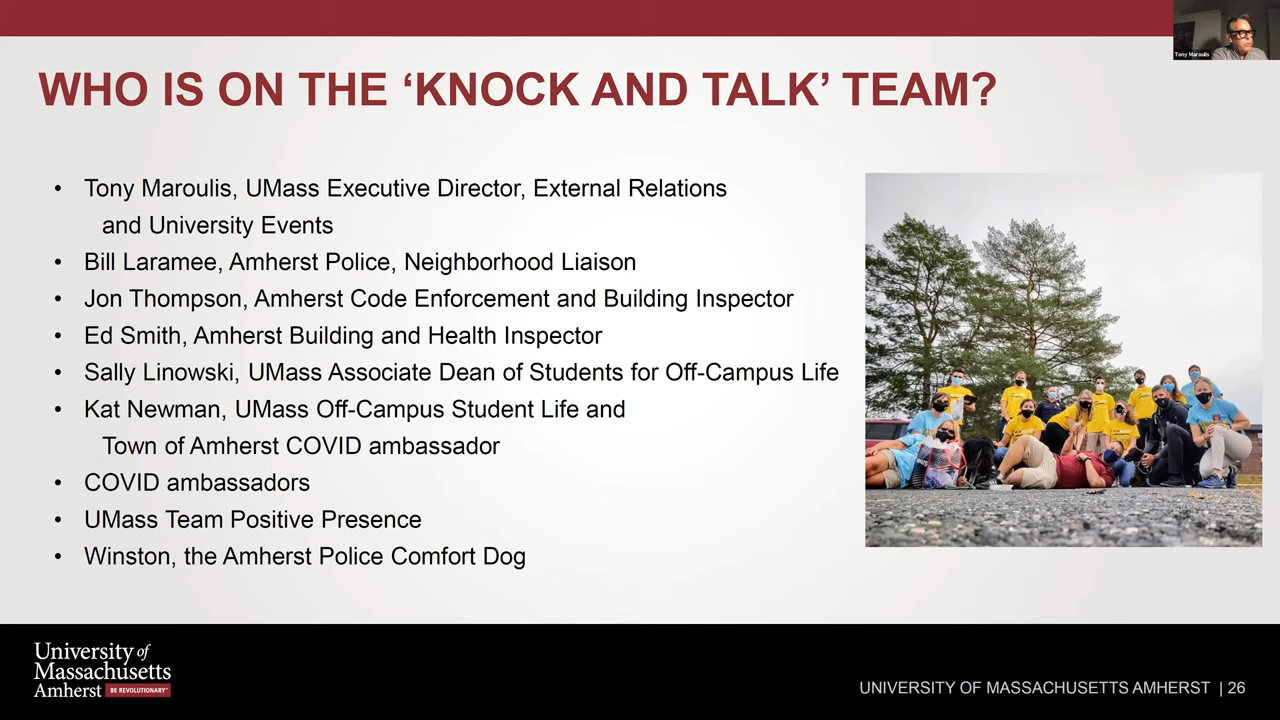 Tony Maroulis
WHO IS ON THE ‘KNOCK AND TALK’ TEAM?
• Tony Maroulis, UMass Executive Director, External Relations
and University Events
• Bill Laramee, Amherst Police, Neighborhood Liaison
• Jon Thompson, Amherst Code Enforcement and Building Inspector
• Ed Smith, Amherst Building and Health Inspector
• Sally Linowski, UMass Associate Dean of Students for Off-Campus Life
• Kat Newman, UMass Off-Campus Student Life and
Town of Amherst COVID ambassador
• COVID ambassadors
• UMass Team Positive Presence
• Winston, the Amherst Police Comfort Dog
University of
Massachusetts
Amherst BE REVOLUTIONARY™
UNIVERSITY OF MASSACHUSETTS AMHERST | 26